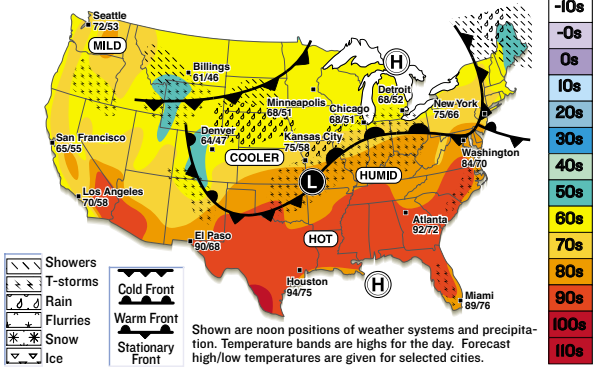 Seattle
72/53
MILD
Billings
61/46
H
Minneapolis
68/51
Chicago
68/51
Detroit
68/52
New York
75/66
San Francisco
65/55
Denver
64/47
Kansas City
75/58
COOLER
Washington
84/70
L
HUMID
Los Angeles
70/58
El Paso
90/68
HOT
Atlanta
92/72
Houston
94/75
H
Miami
89/76
-10s
-0s
0s
10s
20s
30s
40s
50s
60s
70s
80s
90s
100s
110s
Showers
T-storms
Rain
Flurries
Snow
Ice
Cold Front
Warm Front
Stationary
Front
Shown are noon positions of weather systems and precipita-
tion. Temperature bands are highs for the day. Forecast
high/low temperatures are given for selected cities.